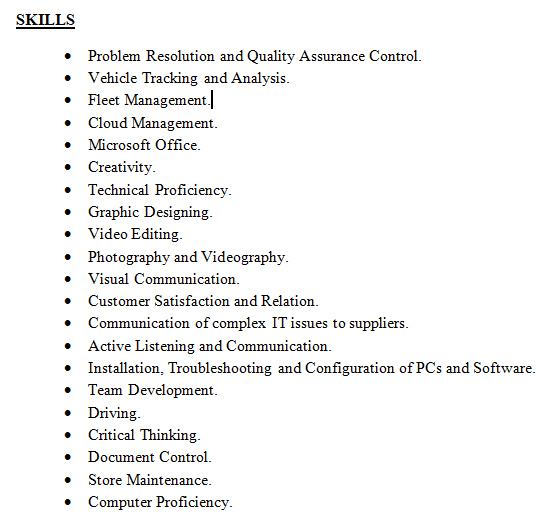 SKILLS
• Problem Resolution and Quality Assurance Control.
• Vehicle Tracking and Analysis.
• Fleet Management.
• Cloud Management.
• Microsoft Office.
• Creativity.
• Technical Proficiency.
• Graphic Designing.
• Video Editing.
• Photography and Videography.
• Visual Communication.
• Customer Satisfaction and Relation.
• Communication of complex IT issues to suppliers.
• Active Listening and Communication.
• Installation, Troubleshooting and Configuration of PCs and Software.
• Team Development.
• Driving.
• Critical Thinking.
• Document Control.
• Store Maintenance.
• Computer Proficiency.